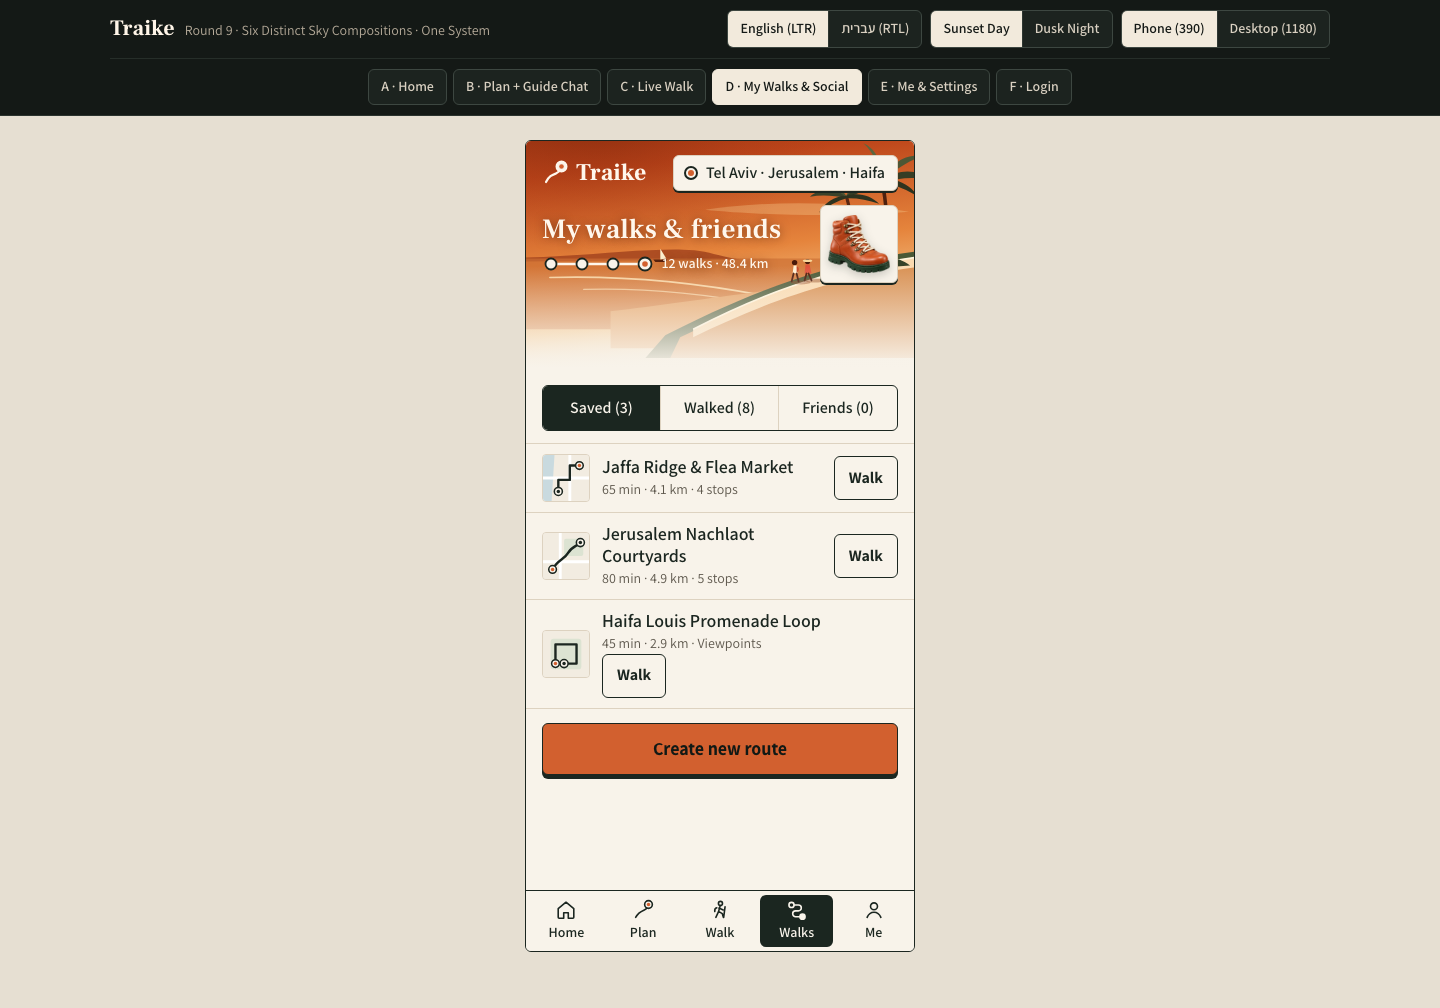 Traike Round 9 · Six Distinct Sky Compositions · One System
English (LTR) עברית (RTL) Sunset Day Dusk Night Phone (390) Desktop (1180)
A · Home B · Plan + Guide Chat C · Live Walk D · My Walks & Social E · Me & Settings F · Login
Traike
Tel Aviv · Jerusalem · Haifa
My walks & friends
12 walks · 48.4 km
Saved (3) Walked (8) Friends (0)
Jaffa Ridge & Flea Market
65 min · 4.1 km · 4 stops
Walk
Jerusalem Nachlaot
Courtyards
80 min · 4.9 km · 5 stops
Walk
Haifa Louis Promenade Loop
45 min · 2.9 km · Viewpoints
Walk
Create new route
Home Plan Walk Walks Me